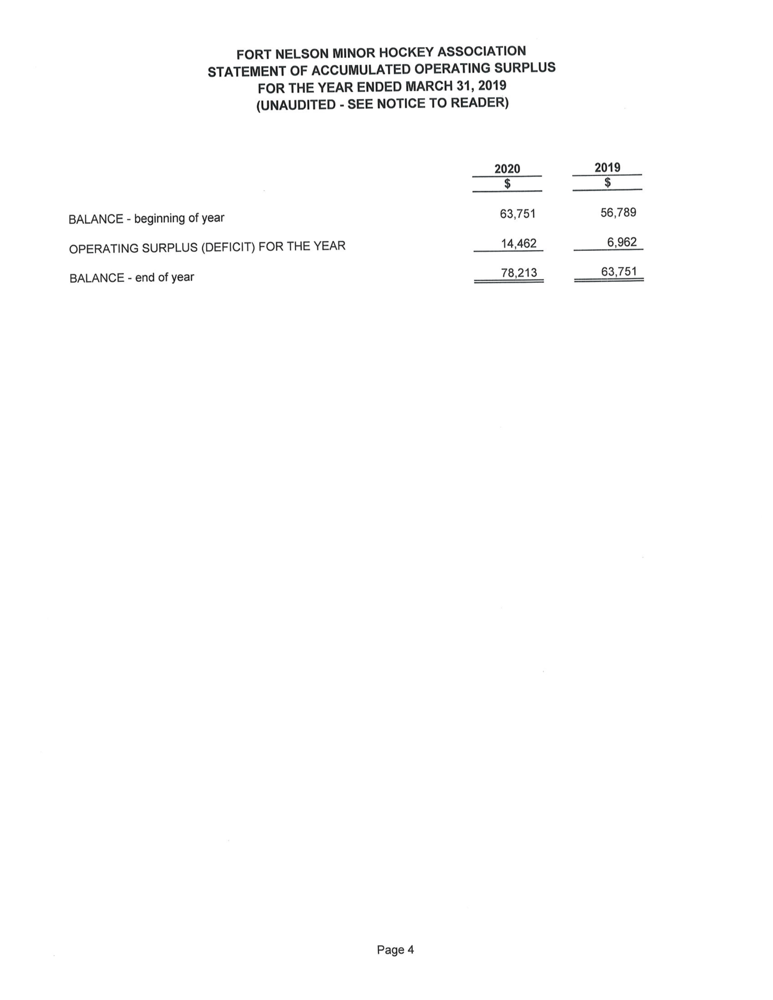 FORT NELSON MINOR HOCKEY ASSOCIATION
STATEMENT OF ACCUMULATED OPERATING SURPLUS
FOR THE YEAR ENDED MARCH 31, 2019
(UNAUDITED - SEE NOTICE TO READER)
2020 2019
$ $
BALANCE - beginning of year 63,751 56,789
OPERATING SURPLUS (DEFICIT) FOR THE YEAR 14,462 6,962
BALANCE - end of year 78,213 63,751
Page 4